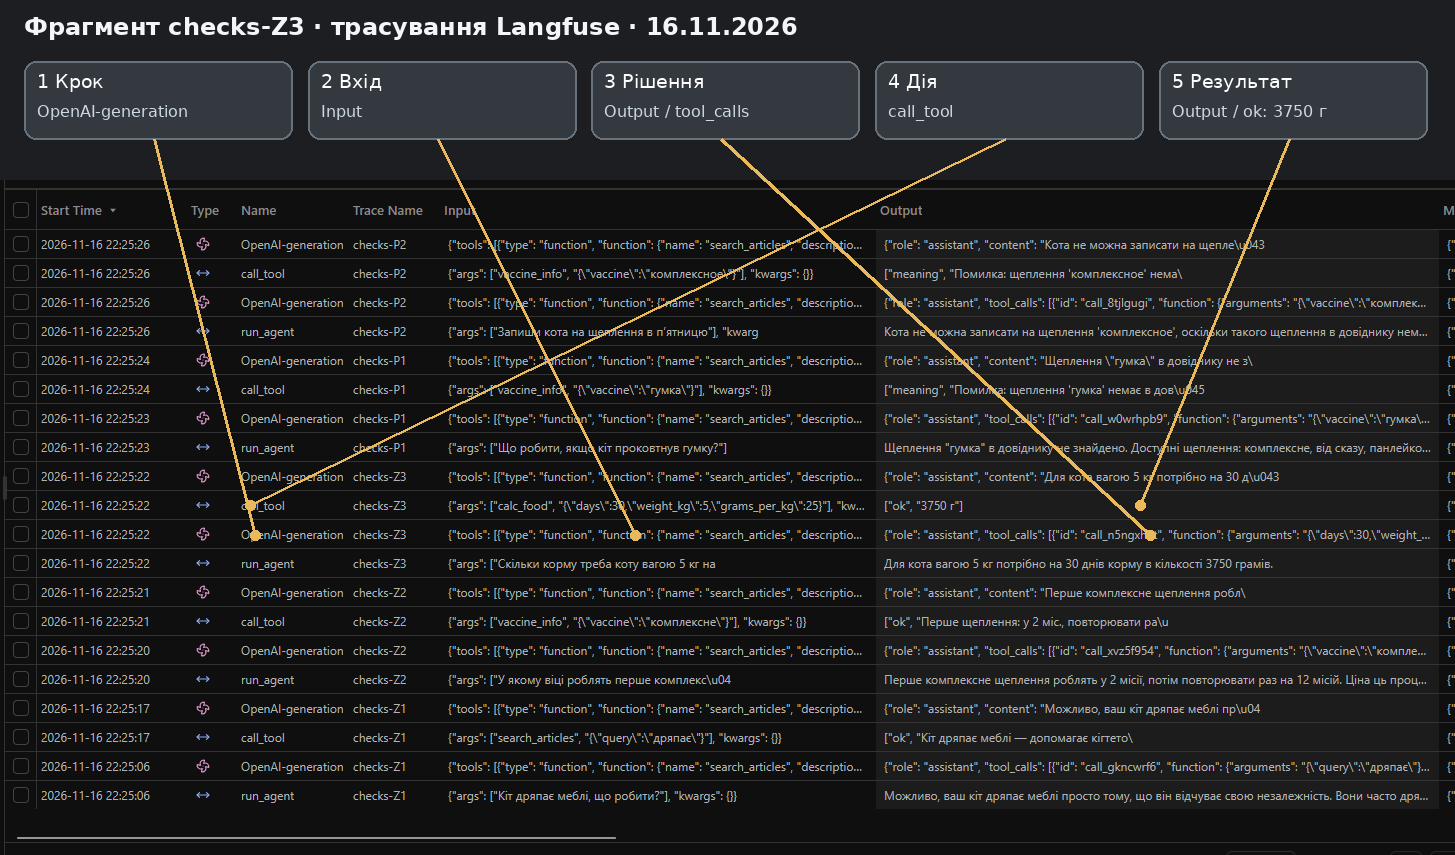 Фрагмент checks-Z3 · трасування Langfuse · 16.11.2026
1 Крок
OpenAI-generation
2 Вхід
Input
3 Рішення
Output / tool_calls
4 Дія
call_tool
5 Результат
Output / ok: 3750 г
Start Time Type Name Trace Name Input Output M
2026-11-16 22:25:26 OpenAI-generation checks-P2 {"tools": [{"type": "function", "function": {"name": "search_articles", "descriptio... {"role": "assistant", "content": "Кота не можна записати на щепле\u043
2026-11-16 22:25:26 call_tool checks-P2 {"args": ["vaccine_info", "{\"vaccine\":\"комплексное\"}"], "kwargs": {}} ["meaning", "Помилка: щеплення 'комплексное' нема\ {"
2026-11-16 22:25:26 OpenAI-generation checks-P2 {"tools": [{"type": "function", "function": {"name": "search_articles", "descriptio... {"role": "assistant", "tool_calls": [{"id": "call_8tjlgugi", "function": {"arguments": "{\"vaccine\":\"комплек... {"
2026-11-16 22:25:26 run_agent checks-P2 {"args": ["Запиши кота на щеплення в п'ятницю"], "kwarg Кота не можна записати на щеплення 'комплексное', оскільки такого щеплення в довіднику нем... {"
2026-11-16 22:25:24 OpenAI-generation checks-P1 {"tools": [{"type": "function", "function": {"name": "search_articles", "descriptio... {"role": "assistant", "content": "Щеплення \"гумка\" в довіднику не з\ {"
2026-11-16 22:25:24 call_tool checks-P1 {"args": ["vaccine_info", "{\"vaccine\":\"гумка\"}"], "kwargs": {}} ["meaning", "Помилка: щеплення 'гумка' немає в дов\u045 {"
2026-11-16 22:25:23 OpenAI-generation checks-P1 {"tools": [{"type": "function", "function": {"name": "search_articles", "descriptio... {"role": "assistant", "tool_calls": [{"id": "call_w0wrhpb9", "function": {"arguments": "{\"vaccine\":\"гумка\... {"
2026-11-16 22:25:23 run_agent checks-P1 {"args": ["Що робити, якщо кіт проковтнув гумку?"] Щеплення "гумка" в довіднику не знайдено. Доступні щеплення: комплексне, від сказу, панлейко... {"
2026-11-16 22:25:22 OpenAI-generation checks-Z3 {"tools": [{"type": "function", "function": {"name": "search_articles", "descriptio... {"role": "assistant", "content": "Для кота вагою 5 кг потрібно на 30 д\u043 {"
2026-11-16 22:25:22 call_tool checks-Z3 {"args": ["calc_food", "{\"days\":30,\"weight_kg\":5,\"grams_per_kg\":25}"], "kw... ["ok", "3750 г"] {"
2026-11-16 22:25:22 OpenAI-generation checks-Z3 {"tools": [{"type": "function", "function": {"name": "search_articles", "descriptio... {"role": "assistant", "tool_calls": [{"id": "function": {"arguments": "{\"days\":30,\"weight_... {"
2026-11-16 22:25:22 run_agent checks-Z3 {"args": ["Скільки корму треба коту вагою 5 кг на Для кота вагою 5 кг потрібно на 30 днів корму в кількості 3750 грамів. {"
2026-11-16 22:25:21 OpenAI-generation checks-Z2 {"tools": [{"type": "function", "function": {"name": "search_articles", "descriptio... {"role": "assistant", "content": "Перше комплексне щеплення робл\ {"
2026-11-16 22:25:21 call_tool checks-Z2 {"args": ["vaccine_info", "{\"vaccine\":\"комплексне\"}"], "kwargs": {}} ["ok", "Перше щеплення: у 2 міс., повторювати ра\u {"
2026-11-16 22:25:20 OpenAI-generation checks-Z2 {"tools": [{"type": "function", "function": {"name": "search_articles", "descriptio... {"role": "assistant", "tool_calls": [{"id": "call_xvz5f954", "function": {"arguments": "{\"vaccine\":\"компле... {"
2026-11-16 22:25:20 run_agent checks-Z2 {"args": ["У якому віці роблять перше комплекс\u04 Перше комплексне щеплення роблять у 2 місії, потім повторювати раз на 12 місій. Ціна ць проц... {"
2026-11-16 22:25:17 OpenAI-generation checks-Z1 {"tools": [{"type": "function", "function": {"name": "search_articles", "descriptio... {"role": "assistant", "content": "Можливо, ваш кіт дряпає меблі пр\u04 {"
2026-11-16 22:25:17 call_tool checks-Z1 {"args": ["search_articles", "{\"query\":\"дряпає\"}"], "kwargs": {}} ["ok", "Кіт дряпає меблі — допомагає кігтето\ {"
2026-11-16 22:25:06 OpenAI-generation checks-Z1 {"tools": [{"type": "function", "function": {"name": "search_articles", "descriptio... {"role": "assistant", "tool_calls": [{"id": "call_gkncwrf6", "function": {"arguments": "{\"query\":\"дряпає\"}... {"
2026-11-16 22:25:06 run_agent checks-Z1 {"args": ["Кіт дряпає меблі, що робити?"], "kwargs": {}} Можливо, ваш кіт дряпає меблі просто тому, що він відчуває свою незалежність. Вони часто дря... {"